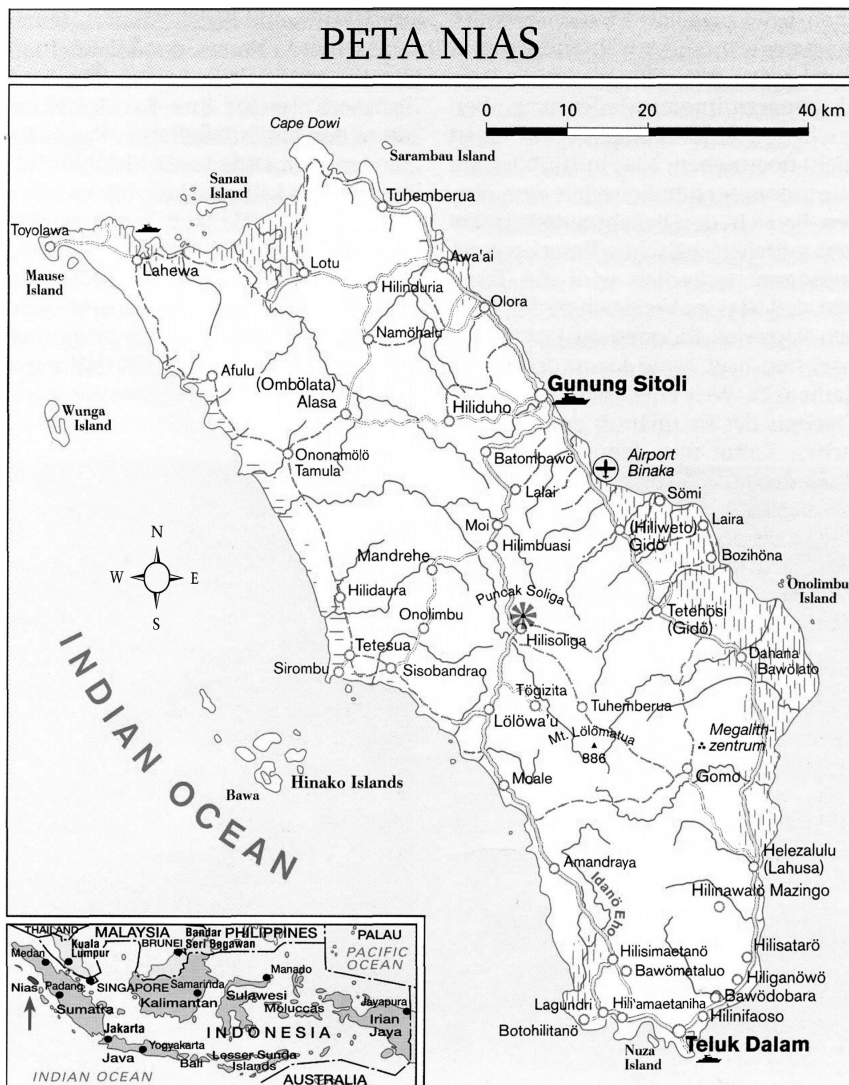 PETA NIAS
0 10 20 40 km
Cape Dowi
Sarambau Island
Sanau
Island
Tuhemberua
Toyolawa
Mause
Island
Lahewa
Lotu
Awa'ai
Hilinduria
Olora
Namöhalu
Afulu
(Ombölata)
Alasa
Gunung Sitoli
Hiliduho
Wunga
Island
Ononamölö
Tamula
Batombawö
Airport
Binaka
Lalai
Sömi
Moi
(Hiliweto)
Gidö
Laira
Hilimbuasi
Bozihöna
Mandrehe
N
W E
S
Puncak Soliga
Onolimbu
Island
Hilidaura
Onolimbu
Tetehösi
(Gidö)
Hilisoliga
Tetesua
Dahana
Bawölato
Sirombu
Sisobandrao
Tögizita
Tuhemberua
Lölöwa'u
Mt. Lölömatua
886
Megalith-
zentrum
INDIAN OCEAN
Hinako Islands
Bawa
Moale
Gomo
Amandraya
Helezalulu
(Lahusa)
Idanö Eho
Hilinawalö Mazingo
Hilisimaetanö
Hilisatarö
Bawömataluo
Hiliganöwö
Bawödobara
Lagundri
Hili'amaetaniha
Hilinifaoso
Botohilitanö
Nuza
Island
Teluk Dalam
THAILAND
MALAYSIA
BRUNEI
Bandar
Seri Begawan
PHILIPPINES
PALAU
Kuala
Lumpur
Medan
PACIFIC
OCEAN
Manado
Nias
Padang
SINGAPORE
Samarinda
Kalimantan
Sulawesi
Moluccas
Jayapura
Sumatra
Irian
Jaya
INDONESIA
Jakarta
Java
Yogyakarta
Bali
Lesser Sunda
Islands
INDIAN OCEAN
AUSTRALIA